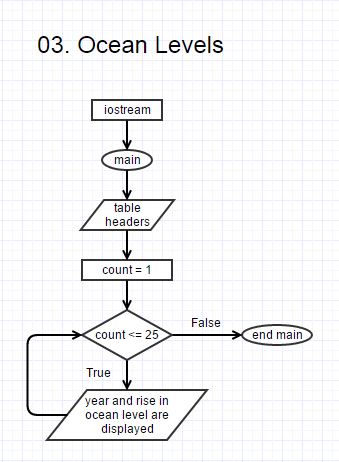 03. Ocean Levels
iostream
main
table
headers
count = 1
count <= 25
False
end main
True
year and rise in
ocean level are
displayed